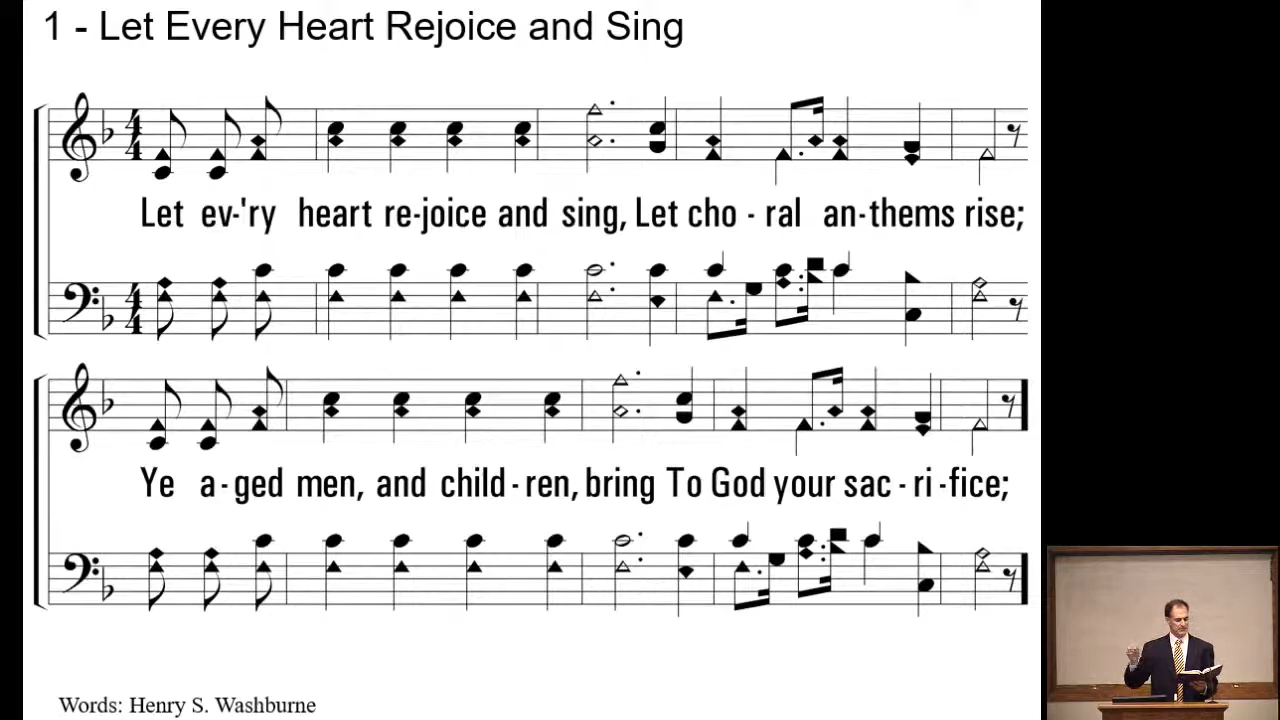 1 - Let Every Heart Rejoice and Sing
Let ev-'ry heart re-joice and sing, Let cho - ral an-thems rise;
Ye a-ged men, and child-ren, bring To God your sac-ri-fice;
Words: Henry S. Washburne